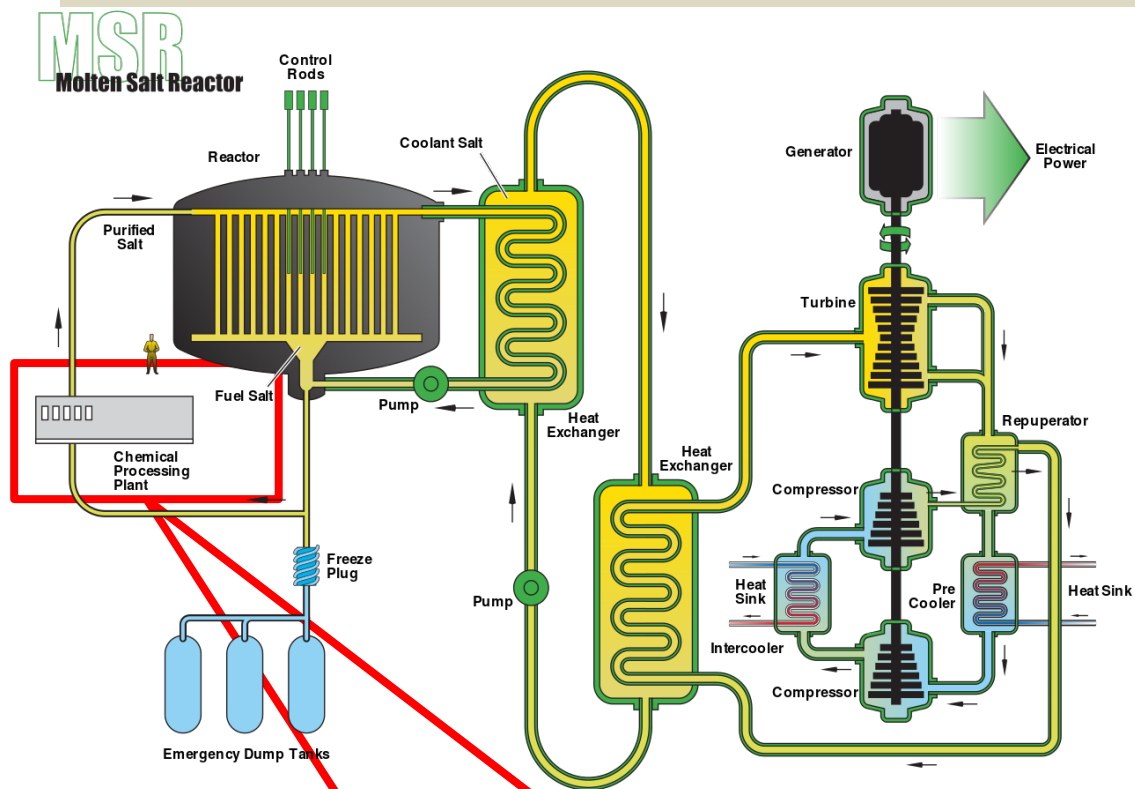 MSR
Molten Salt Reactor
Control
Rods
Reactor
Coolant Salt
Purified
Salt
Fuel Salt
Pump
Heat
Exchanger
Chemical
Processing
Plant
Freeze
Plug
Emergency Dump Tanks
Pump
Heat
Exchanger
Generator
Electrical
Power
Turbine
Repuperator
Compressor
Heat
Sink
Pre
Cooler
Heat Sink
Intercooler
Compressor